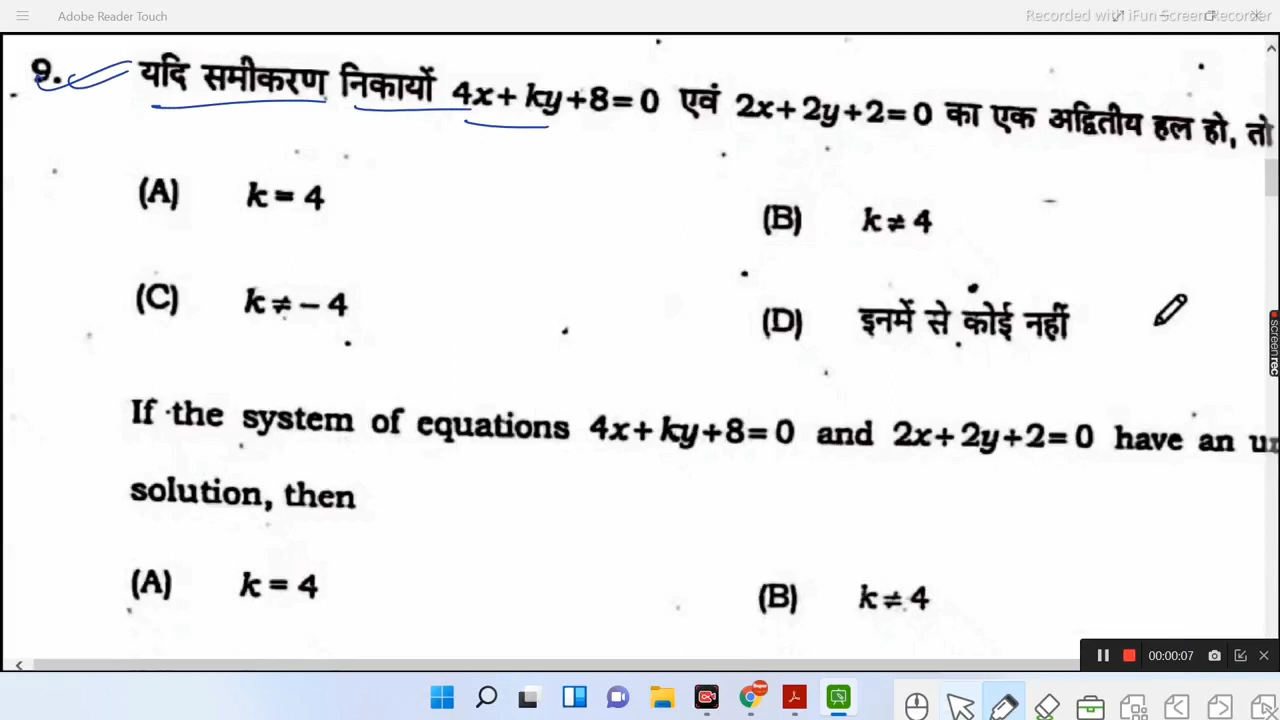 Adobe Reader Touch
Recorded with iFun Screen Recorder
9. यदि समीकरण निकायों 4x+ky+8=0 एवं 2x+2y+2=0 का एक अद्वितीय हल हो, तो
(A) k = 4
(B) k ≠ 4
(C) k ≠ – 4
(D) इनमें से कोई नहीं
If the system of equations 4x+ky+8=0 and 2x+2y+2=0 have an
solution, then
(A) k = 4
(B) k ≠ 4
screenrec
00:00:07